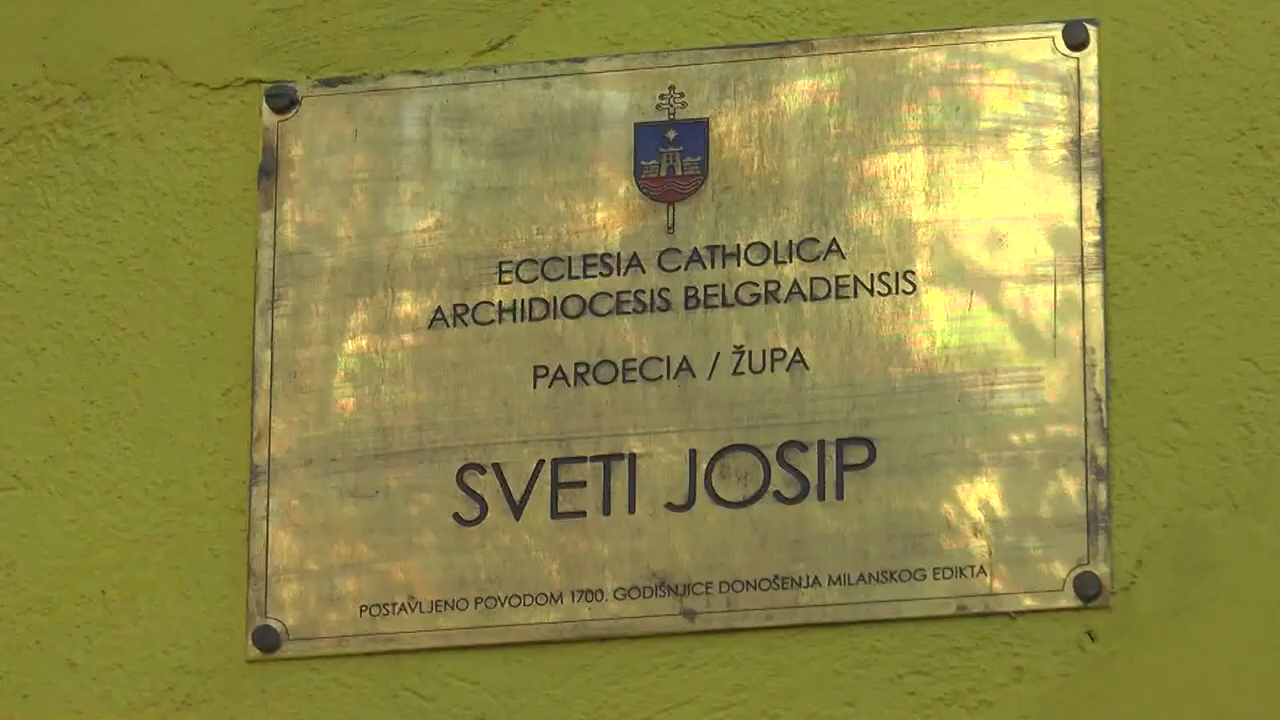 ECCLESIA CATHOLICA
ARCHIDIOCESIS BELGRADENSIS
PAROECIA / ŽUPA
SVETI JOSIP
POSTAVLJENO POVODOM 1700. GODIŠNJICE DONOŠENJA MILANSKOG EDIKTA